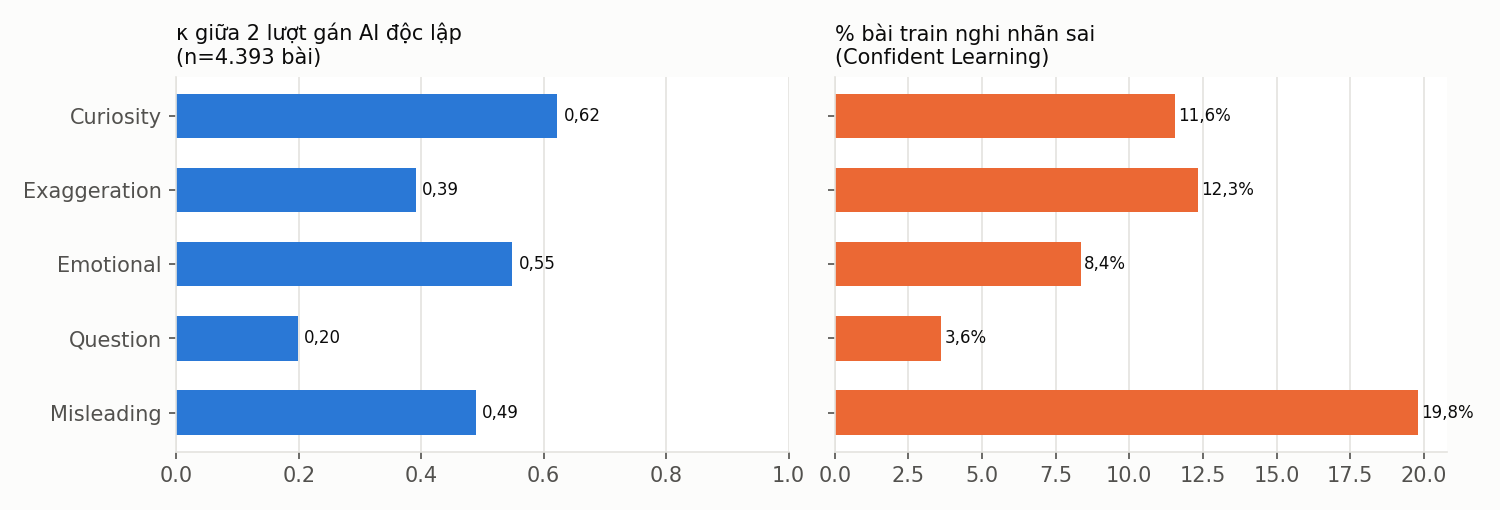 κ giữa 2 lượt gán AI độc lập
(n=4.393 bài)
% bài train nghi nhãn sai
(Confident Learning)
Curiosity
0,62
11,6%
Exaggeration
0,39
12,3%
Emotional
0,55
8,4%
Question
0,20
3,6%
Misleading
0,49
19,8%
0.0 0.2 0.4 0.6 0.8 1.0
0.0 2.5 5.0 7.5 10.0 12.5 15.0 17.5 20.0